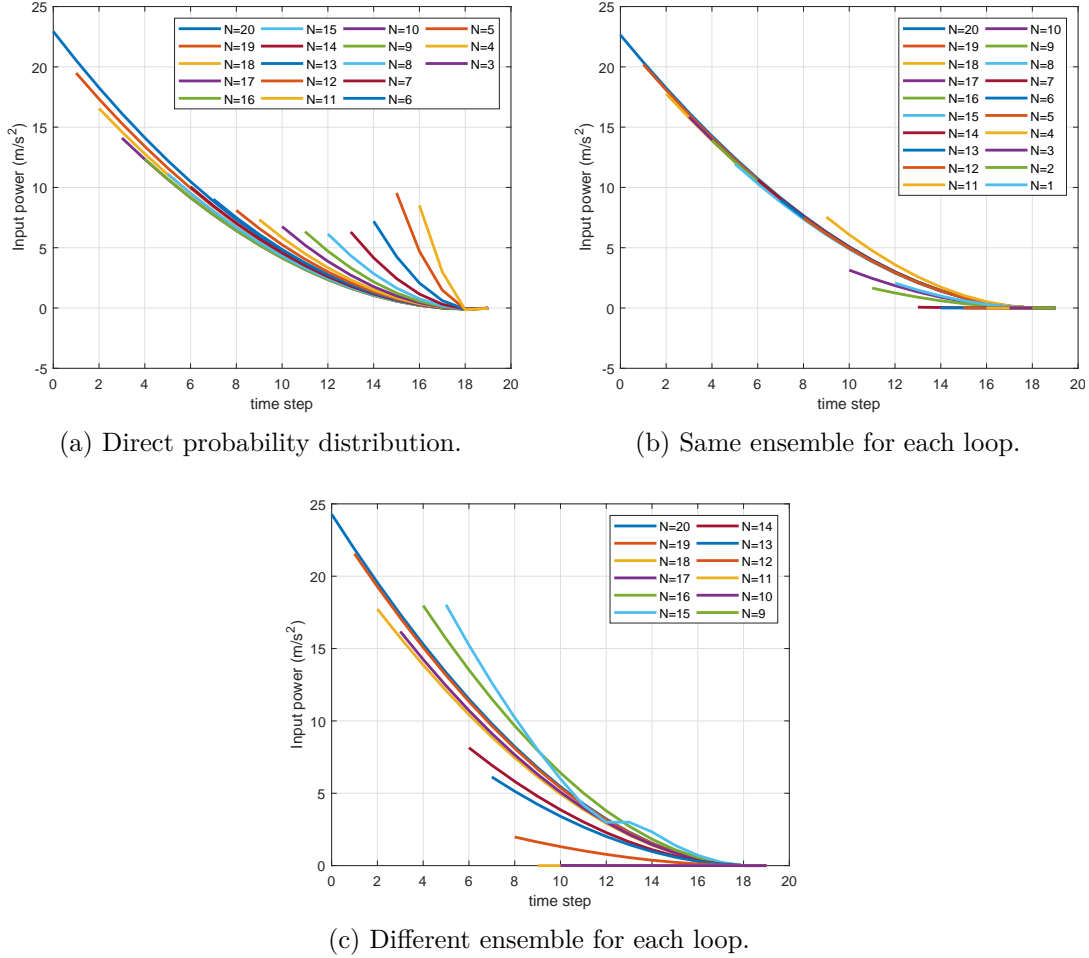 25
20
15
10
5
0
-5
Input power (m/s²)
N=20 N=15 N=10 N=5
N=19 N=14 N=9 N=4
N=18 N=13 N=8 N=3
N=17 N=12 N=7
N=16 N=11 N=6
0 2 4 6 8 10 12 14 16 18 20
time step
(a) Direct probability distribution.
25
20
15
10
5
0
-5
Input power (m/s²)
N=20 N=10
N=19 N=9
N=18 N=8
N=17 N=7
N=16 N=6
N=15 N=5
N=14 N=4
N=13 N=3
N=12 N=2
N=11 N=1
0 2 4 6 8 10 12 14 16 18 20
time step
(b) Same ensemble for each loop.
25
20
15
10
5
0
Input power (m/s²)
N=20 N=14
N=19 N=13
N=18 N=12
N=17 N=11
N=16 N=10
N=15 N=9
0 2 4 6 8 10 12 14 16 18 20
time step
(c) Different ensemble for each loop.